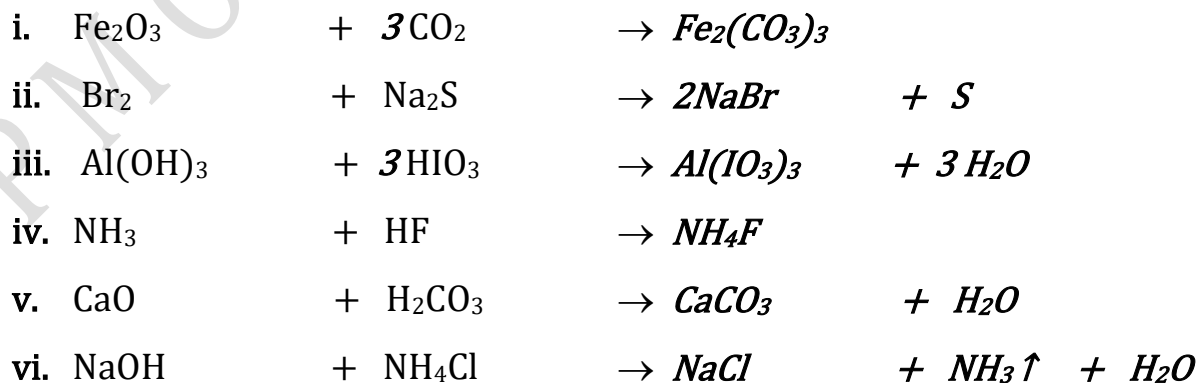 i. Fe₂O₃ + 3 CO₂ → Fe₂(CO₃)₃
ii. Br₂ + Na₂S → 2NaBr + S
iii. Al(OH)₃ + 3 HIO₃ → Al(IO₃)₃ + 3 H₂O
iv. NH₃ + HF → NH₄F
v. CaO + H₂CO₃ → CaCO₃ + H₂O
vi. NaOH + NH₄Cl → NaCl + NH₃↑ + H₂O